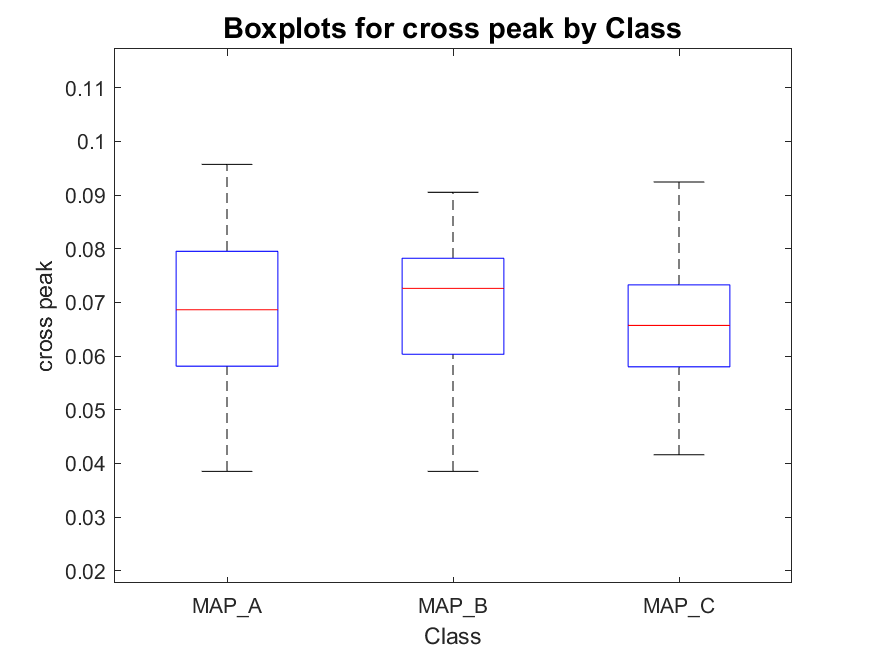 Boxplots for cross peak by Class
0.11
0.1
0.09
0.08
0.07
0.06
0.05
0.04
0.03
0.02
cross peak
MAP_A
MAP_B
MAP_C
Class